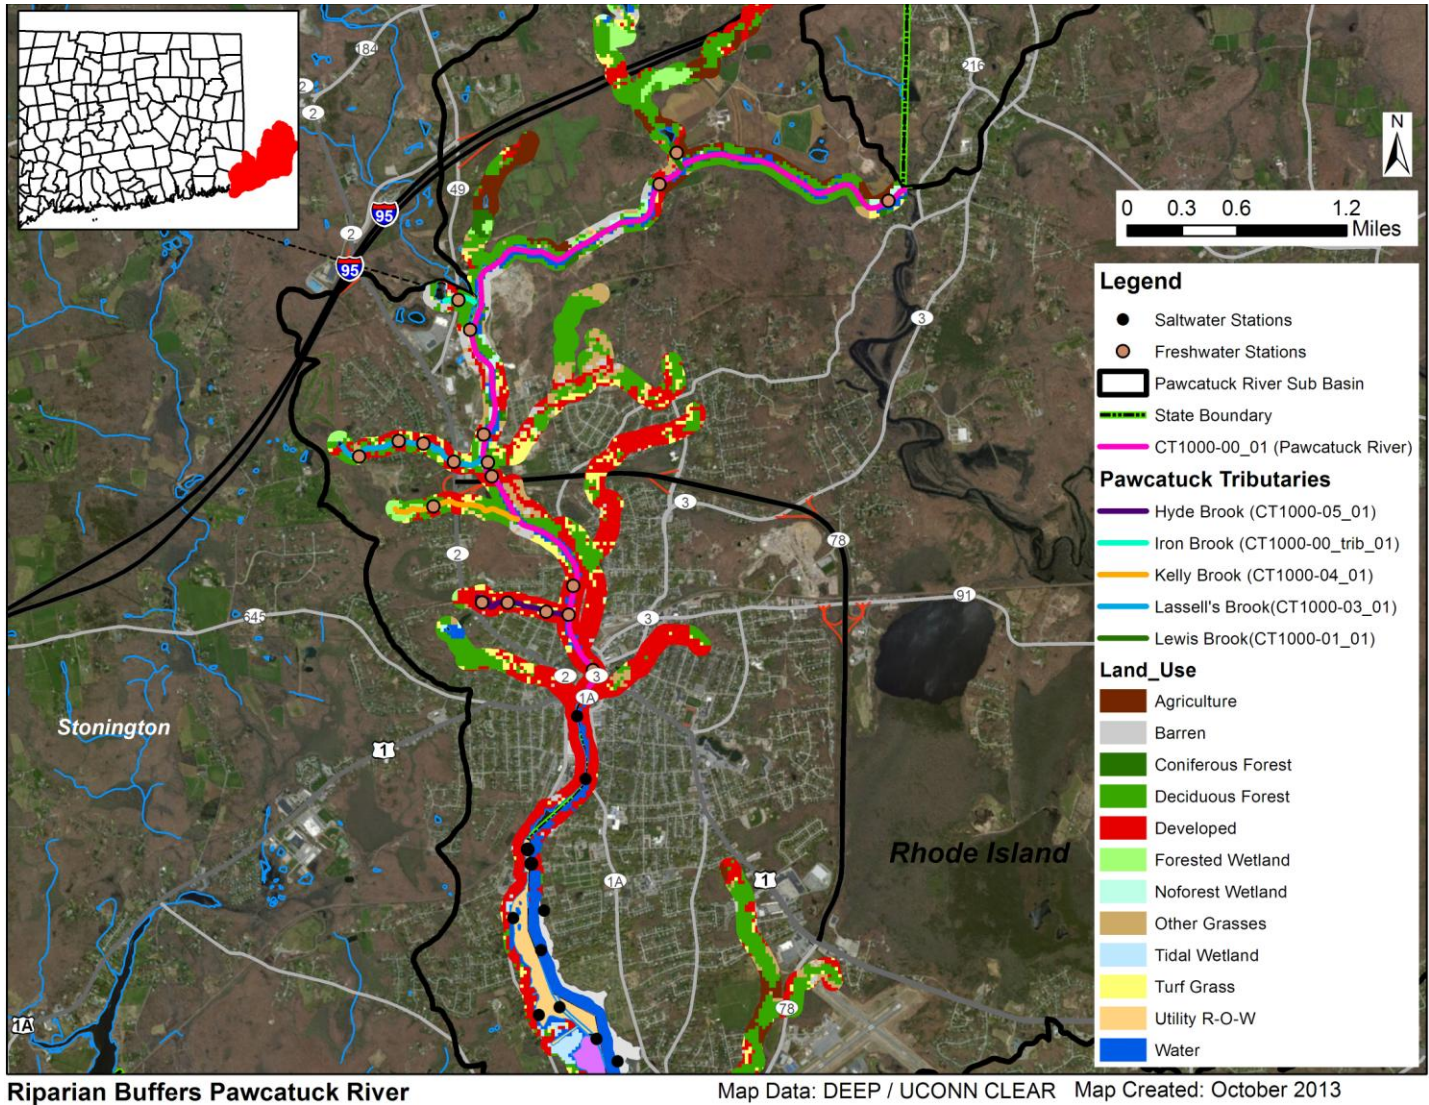 184
2
2
216
N
49
95
2
95
0 0.3 0.6 1.2
Miles
3
Legend
Saltwater Stations
Freshwater Stations
Pawcatuck River Sub Basin
State Boundary
CT1000-00_01 (Pawcatuck River)
Pawcatuck Tributaries
Hyde Brook (CT1000-05_01)
Iron Brook (CT1000-00_trib_01)
Kelly Brook (CT1000-04_01)
Lassell's Brook(CT1000-03_01)
Lewis Brook(CT1000-01_01)
Land_Use
Agriculture
Barren
Coniferous Forest
Deciduous Forest
Developed
Forested Wetland
Noforest Wetland
Other Grasses
Tidal Wetland
Turf Grass
Utility R-O-W
Water
3
78
2
91
645
3
2 3
1A
Stonington
1
Rhode Island
1A
1
78
1A
Riparian Buffers Pawcatuck River
Map Data: DEEP / UCONN CLEAR Map Created: October 2013